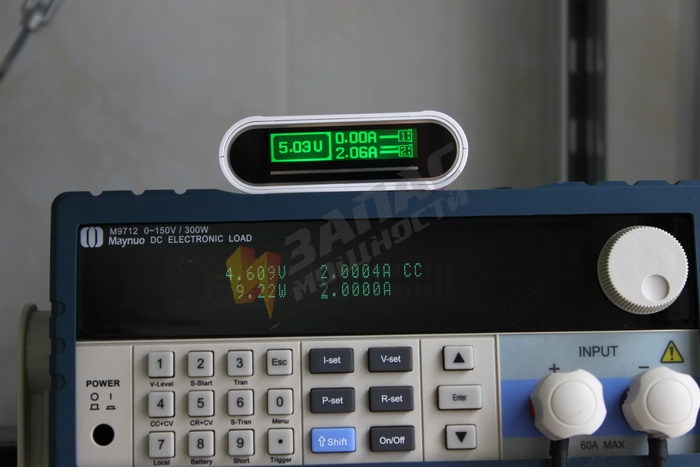 5.03V
0.00A 1
2.06A 2
M9712 0~150V / 300W
Maynuo DC ELECTRONIC LOAD
ЗАПАС
МОЩНОСТИ
4.609V 2.0004A CC
9.22W 2.0000A
POWER
1 2 3 Esc
V-Level S-Start Tran
4 5 6 0
CC+CV CR+CV S-Tran Menu
7 8 9 •
Local Battery Short Trigger
I-set V-set
P-set R-set
⇧Shift On/Off
▲
Enter
▼
INPUT
+ −
60A MAX